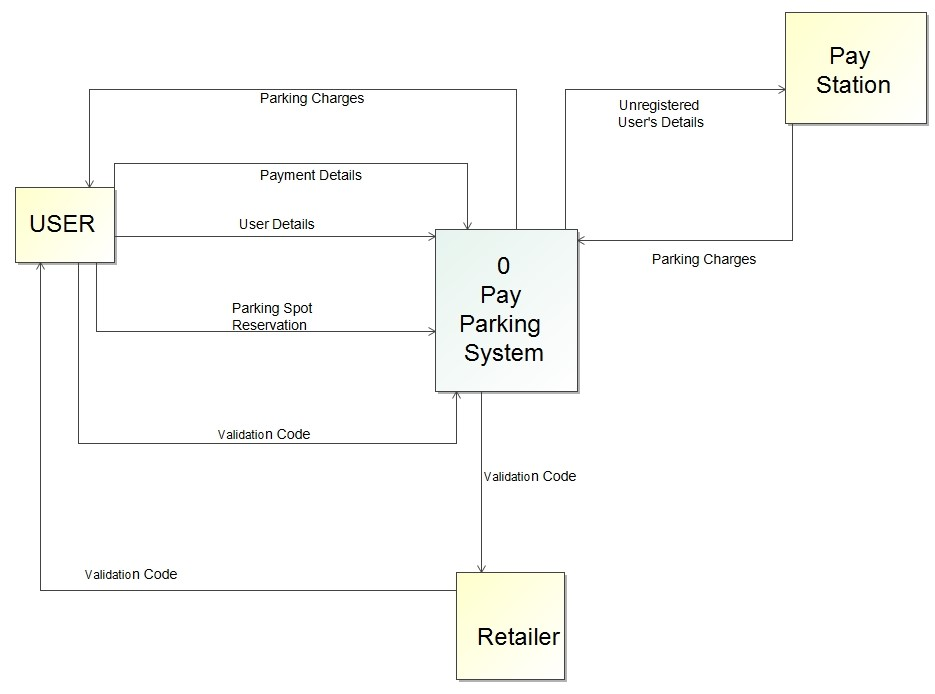 Pay
Station
Parking Charges
Unregistered
User's Details
Payment Details
USER
User Details
Parking Charges
0
Pay
Parking
System
Parking Spot
Reservation
Validation Code
Validation Code
Validation Code
Retailer